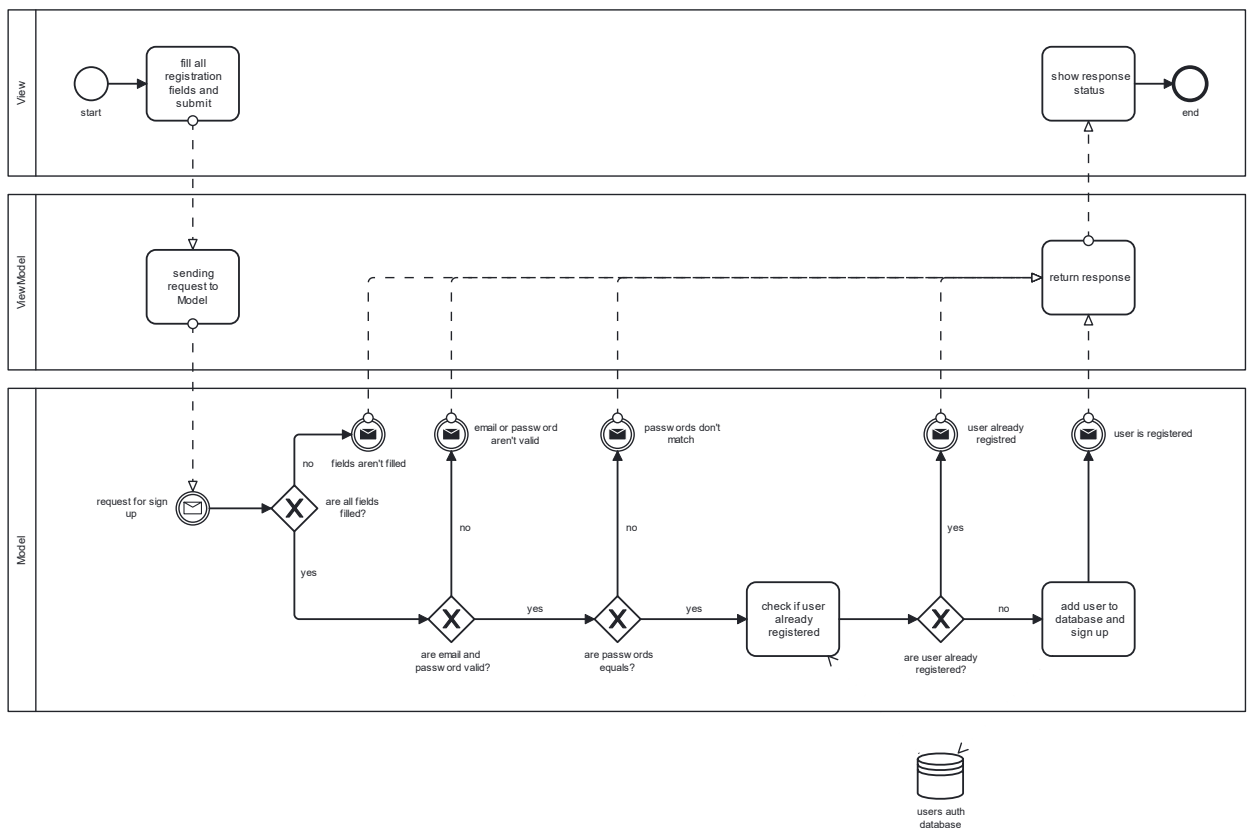 View
start
fill all
registration
fields and
submit
show response
status
end
ViewModel
sending
request to
Model
return response
Model
request for sign
up
no
fields aren't filled
are all fields
filled?
yes
email or password
aren't valid
no
are email and
password valid?
yes
passwords don't
match
no
are passwords
equals?
yes
check if user
already
registered
user already
registred
yes
are user already
registered?
no
user is registered
add user to
database and
sign up
users auth
database